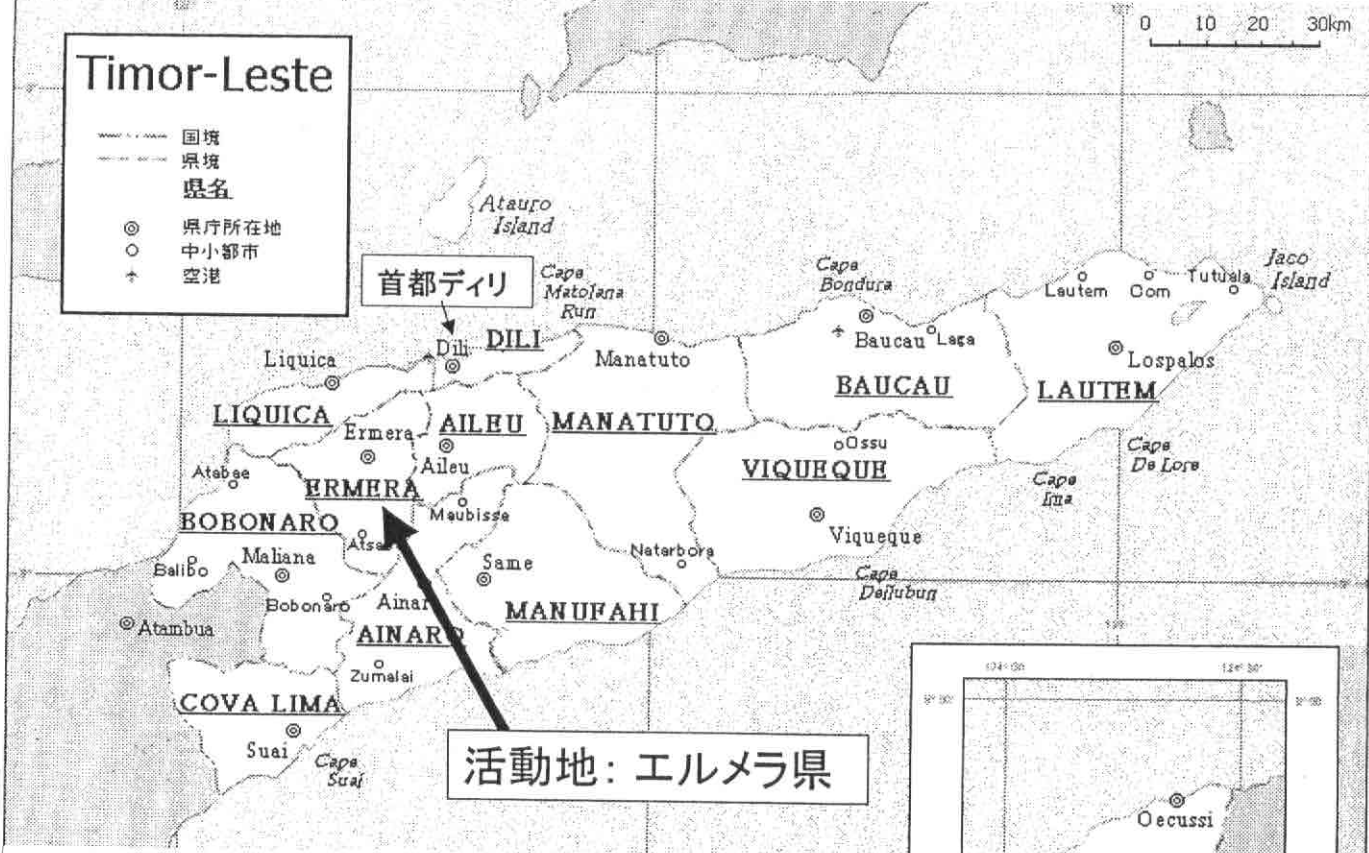 Timor-Leste
国境
県境
県名
県庁所在地
中小都市
空港
0 10 20 30km
Atauro
Island
首都ディリ
Cape
Matolana
Run
Cape
Bondura
Jaco
Island
Lautem
Com
Tutuala
Dili
DILI
Manatuto
Baucau
Laga
Lospalos
Liquica
LIQUICA
Ermera
AILEU
Aileu
MANATUTO
BAUCAU
LAUTEM
Ossu
VIQUEQUE
Viqueque
Cape
De Lore
Cape
Ima
Atabae
ERMERA
Maubisse
BOBONARO
Balibo
Maliana
Same
Natarbora
Cape
Dellubun
Bobonaro
MANUFAHI
Atambua
AINARO
Zumalai
COVA LIMA
Suai
Cape
Suai
活動地：エルメラ県
Oecussi